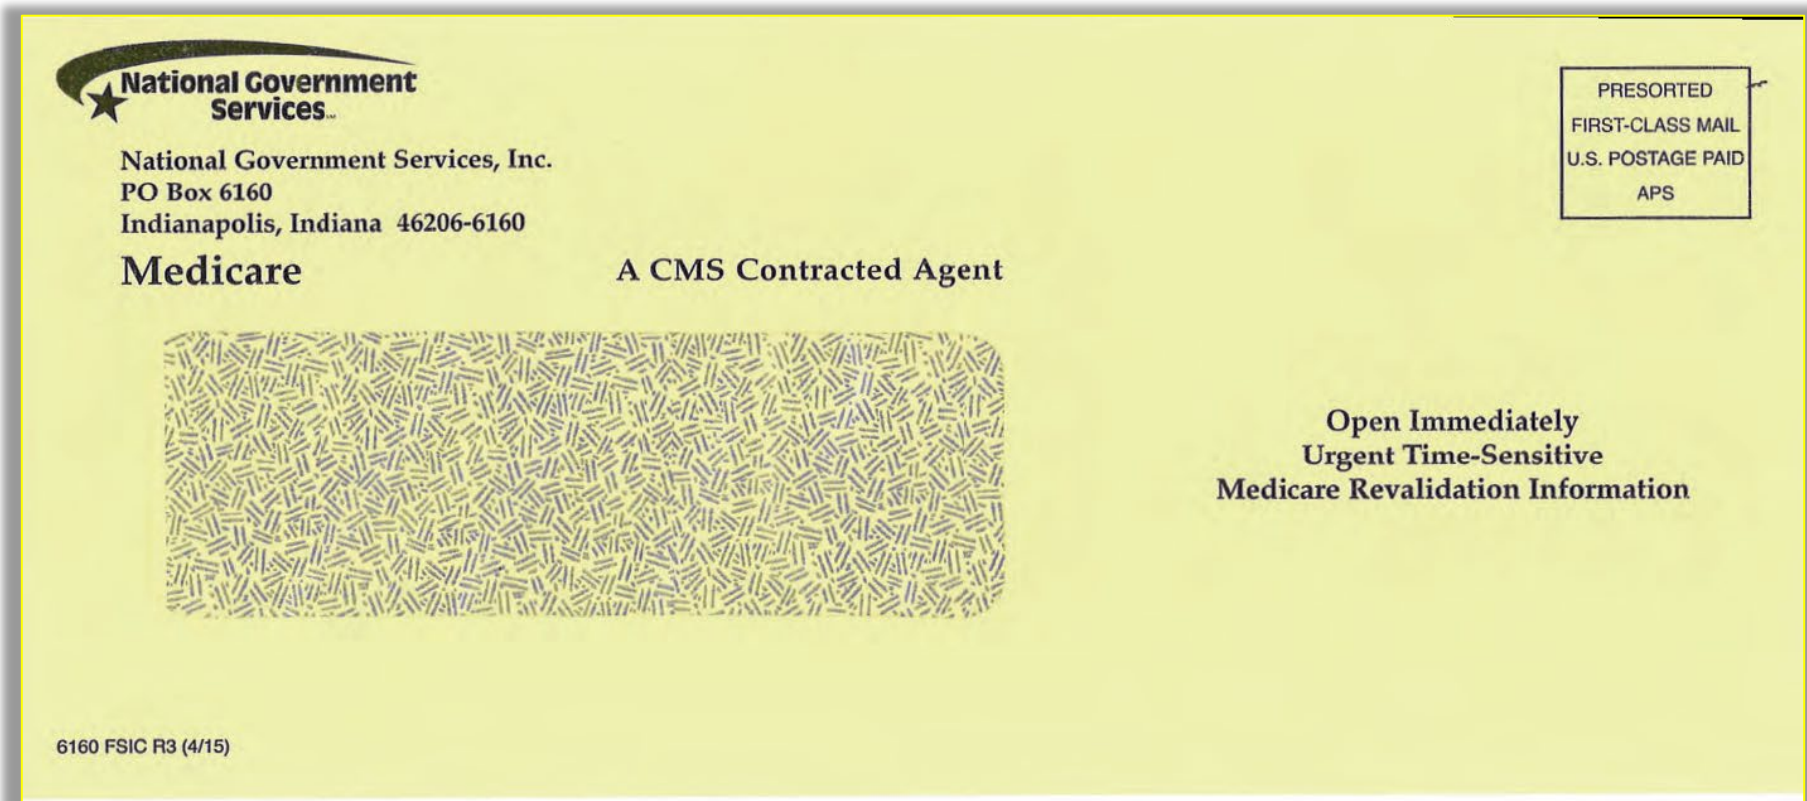 National Government
Services
National Government Services, Inc.
PO Box 6160
Indianapolis, Indiana 46206-6160
Medicare
A CMS Contracted Agent
PRESORTED
FIRST-CLASS MAIL
U.S. POSTAGE PAID
APS
Open Immediately
Urgent Time-Sensitive
Medicare Revalidation Information
6160 FSIC R3 (4/15)